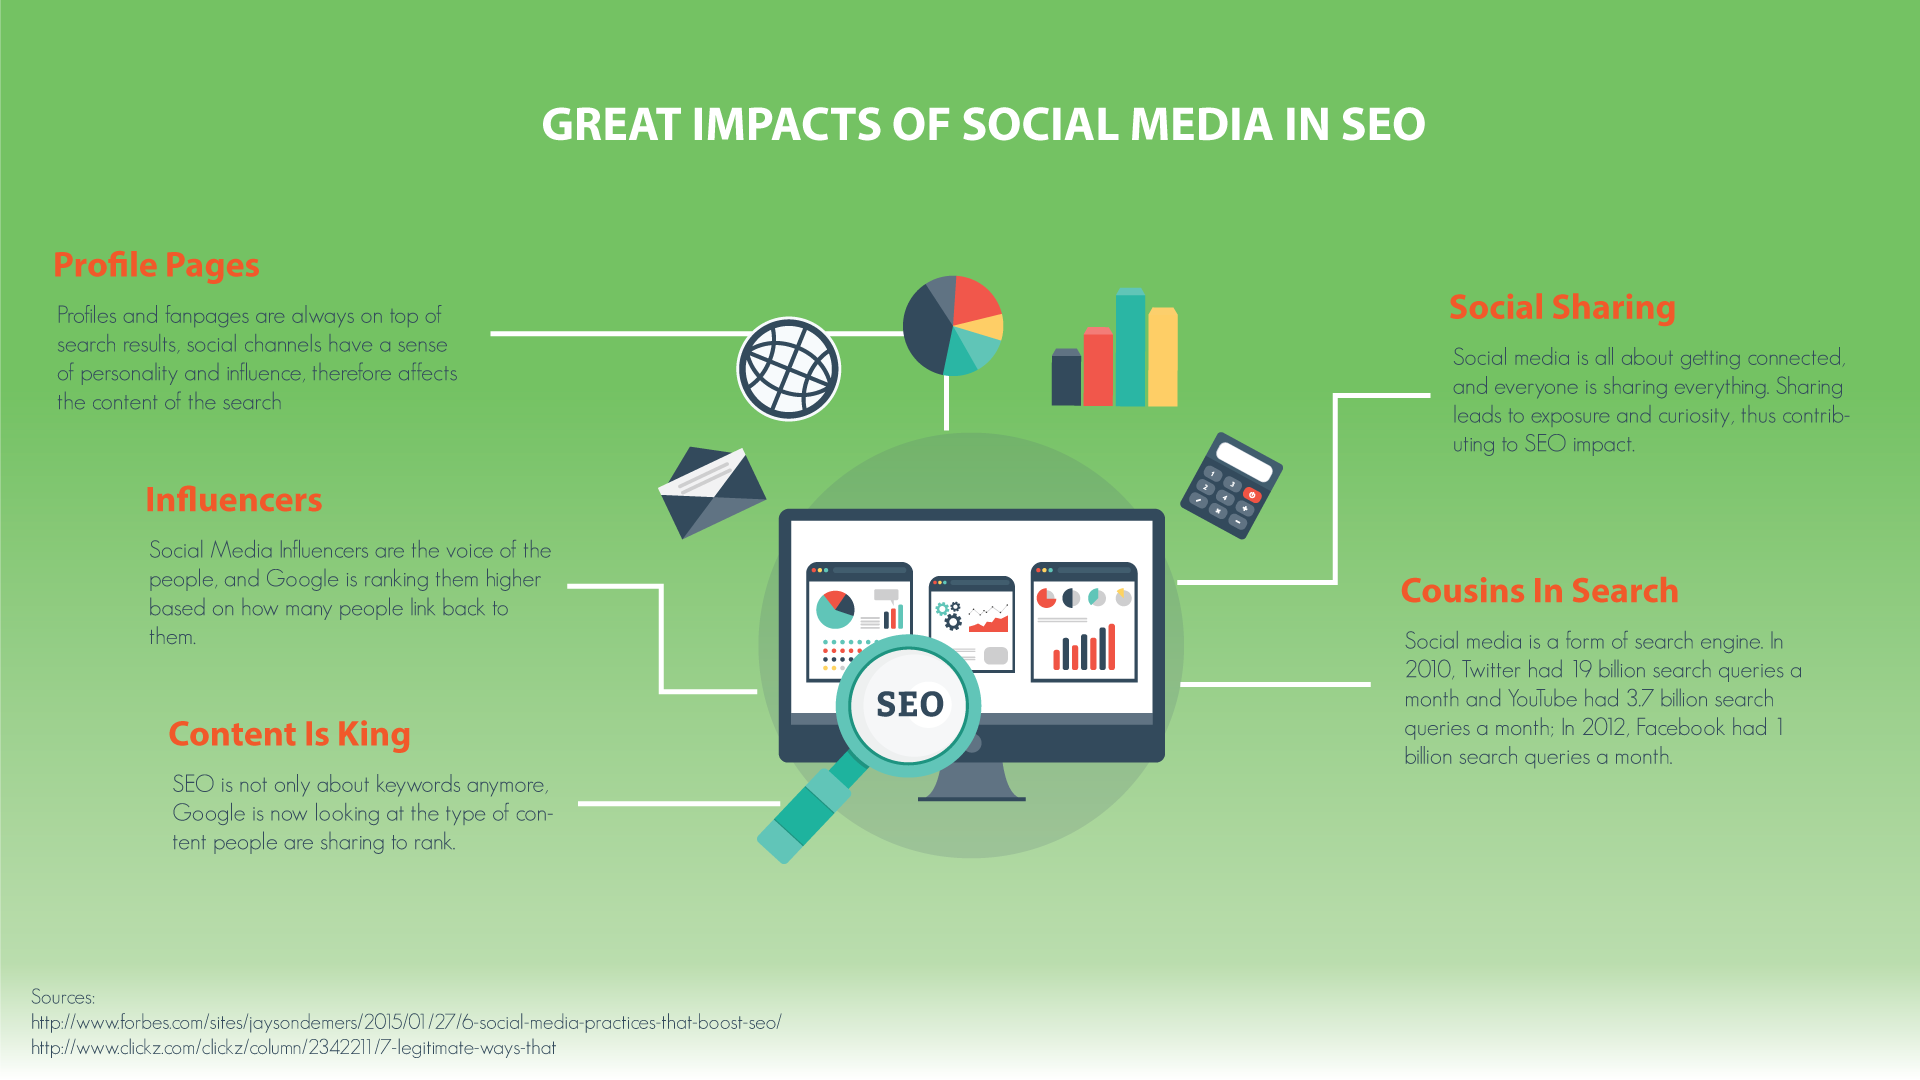 GREAT IMPACTS OF SOCIAL MEDIA IN SEO
Profile Pages
Profiles and fanpages are always on top of
search results, social channels have a sense
of personality and influence, therefore affects
the content of the search
Influencers
Social Media Influencers are the voice of the
people, and Google is ranking them higher
based on how many people link back to
them.
Content Is King
SEO is not only about keywords anymore,
Google is now looking at the type of con-
tent people are sharing to rank.
Social Sharing
Social media is all about getting connected,
and everyone is sharing everything. Sharing
leads to exposure and curiosity, thus contrib-
uting to SEO impact.
Cousins In Search
Social media is a form of search engine. In
2010, Twitter had 19 billion search queries a
month and YouTube had 3.7 billion search
queries a month; In 2012, Facebook had 1
billion search queries a month.
1 3
2 4 +
SEO
Sources:
http://www.forbes.com/sites/jaysondemers/2015/01/27/6-social-media-practices-that-boost-seo/
http://www.clickz.com/clickz/column/2342211/7-legitimate-ways-that